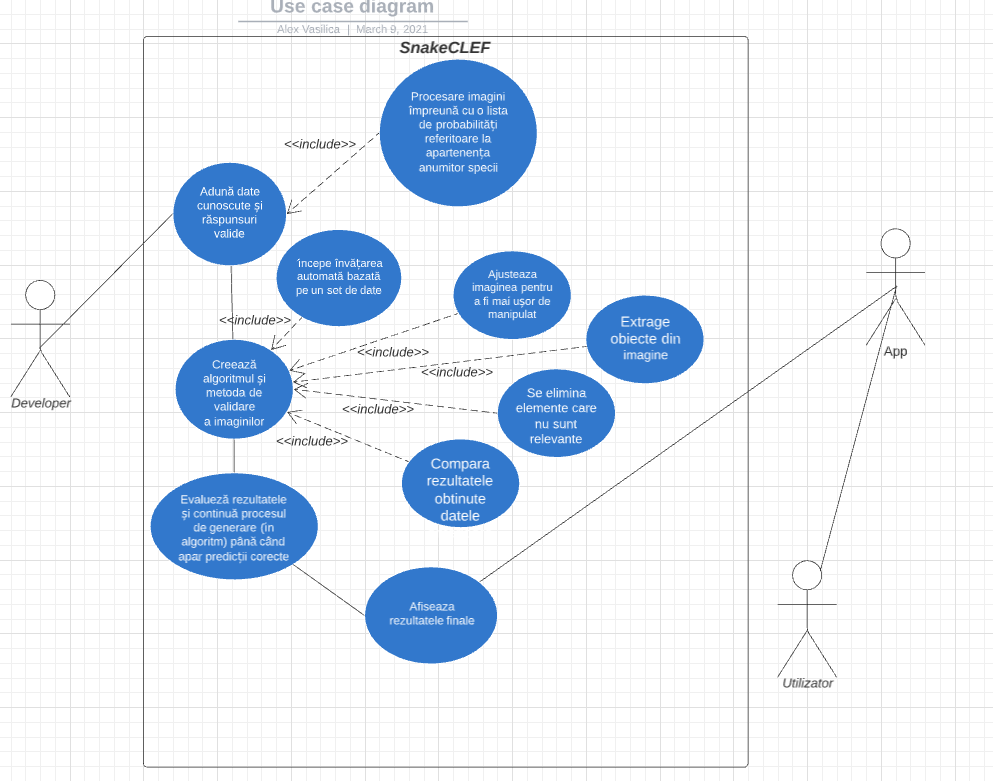 Use case diagram
Alex Vasilica | March 9, 2021
SnakeCLEF
Procesare imagini
împreună cu o lista
de probabilități
referitoare la
apartenența
anumitor specii
<<include>>
Adună date
cunoscute și
răspunsuri
valide
Începe învățarea
automată bazată
pe un set de date
Ajusteaza
imaginea pentru
a fi mai ușor de
manipulat
Extrage
obiecte din
imagine
<<include>>
<<include>>
<<include>>
Creează
algoritmul și
metoda de
validare
a imaginilor
Se elimina
elemente care
nu sunt
relevante
<<include>>
<<include>>
Compara
rezultatele
obtinute
datele
Evaluează rezultatele
și continuă procesul
de generare (în
algoritm) până când
apar predicții corecte
Afiseaza
rezultatele finale
Developer
App
Utilizator